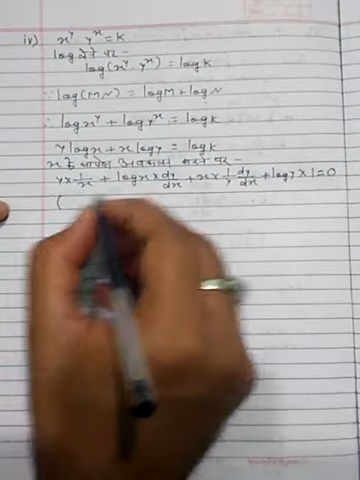 iv) x^y . y^x = k
log लेने पर -
log(x^y . y^x) = log k
∵ log(MN) = log M + log N
∴ log x^y + log y^x = log k
y log x + x log y = log k
x के सापेक्ष अवकलन करने पर -
y × 1/x + log x × dy/dx + x × 1/y dy/dx + log y × 1 = 0
(